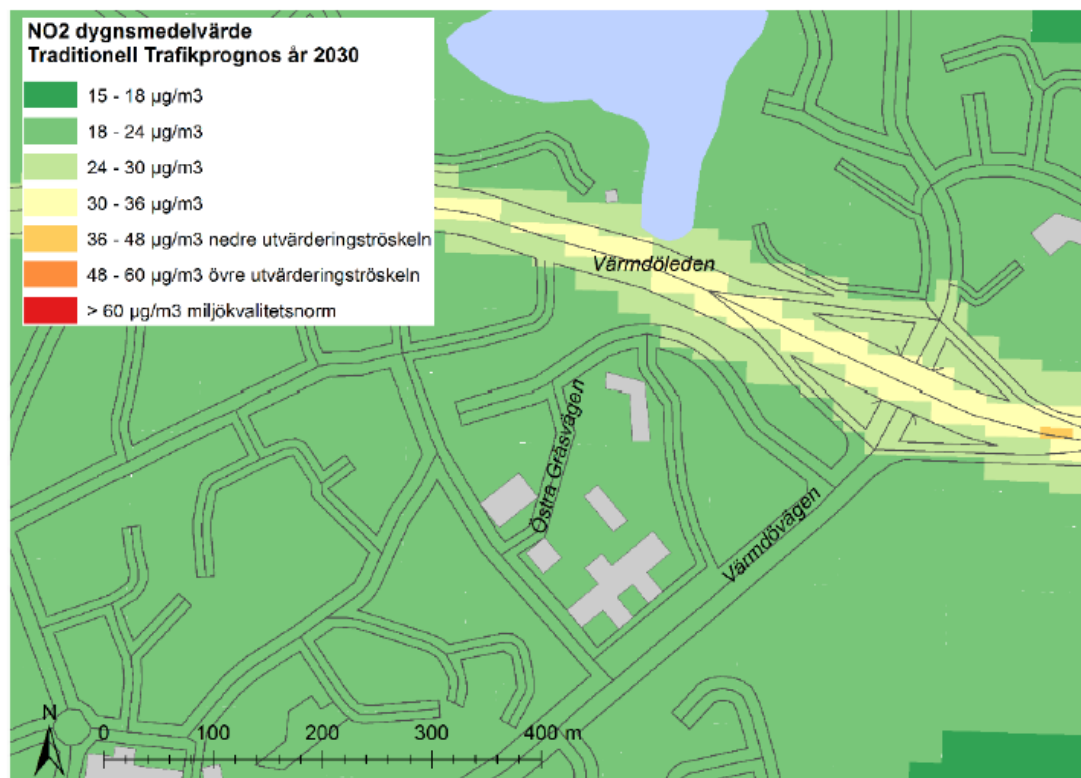 NO2 dygnsmedelvärde
Traditionell Trafikprognos år 2030
15 - 18 µg/m3
18 - 24 µg/m3
24 - 30 µg/m3
30 - 36 µg/m3
36 - 48 µg/m3 nedre utvärderingströskeln
48 - 60 µg/m3 övre utvärderingströskeln
> 60 µg/m3 miljökvalitetsnorm
Värmdöleden
Östra Gräsvägen
Värmdövägen
N
0 100 200 300 400 m